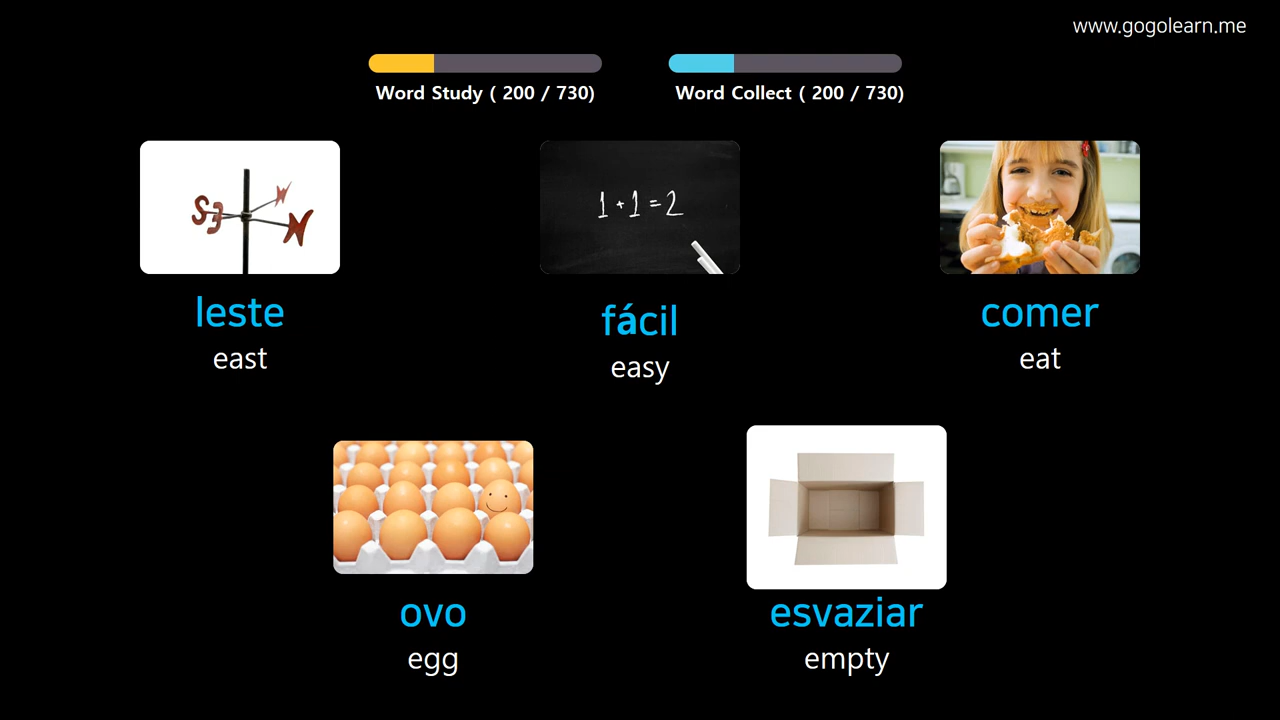 www.gogolearn.me
Word Study ( 200 / 730)
Word Collect ( 200 / 730)
S E W N
1 + 1 = 2
leste
east
fácil
easy
comer
eat
ovo
egg
esvaziar
empty